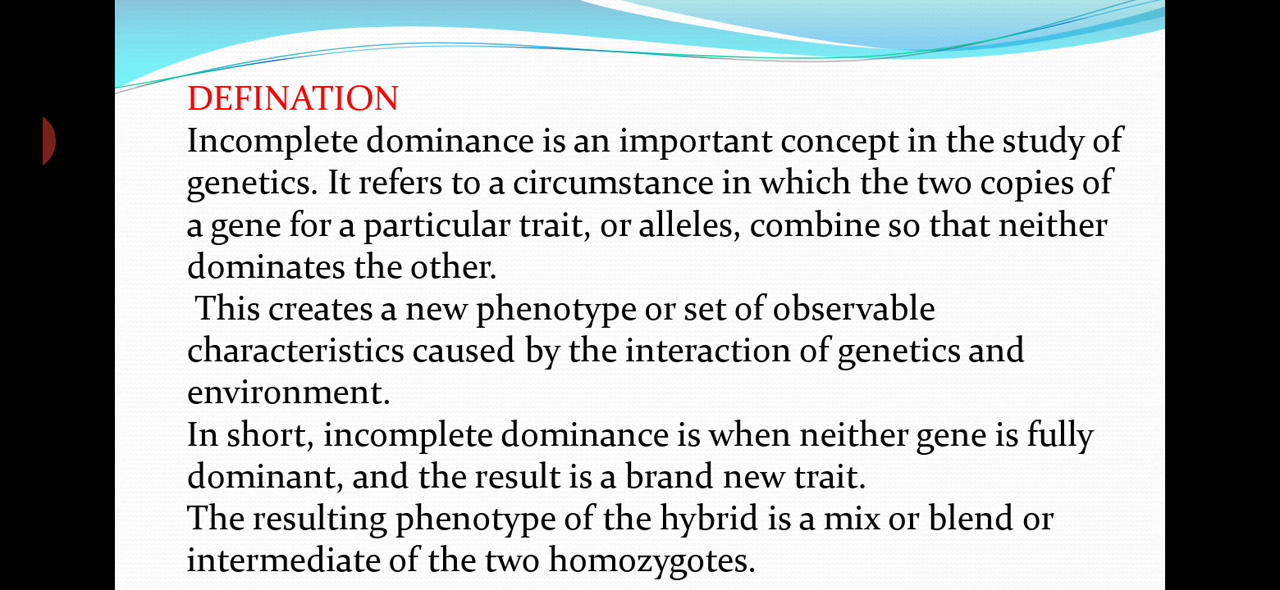 DEFINATION
Incomplete dominance is an important concept in the study of
genetics. It refers to a circumstance in which the two copies of
a gene for a particular trait, or alleles, combine so that neither
dominates the other.
This creates a new phenotype or set of observable
characteristics caused by the interaction of genetics and
environment.
In short, incomplete dominance is when neither gene is fully
dominant, and the result is a brand new trait.
The resulting phenotype of the hybrid is a mix or blend or
intermediate of the two homozygotes.